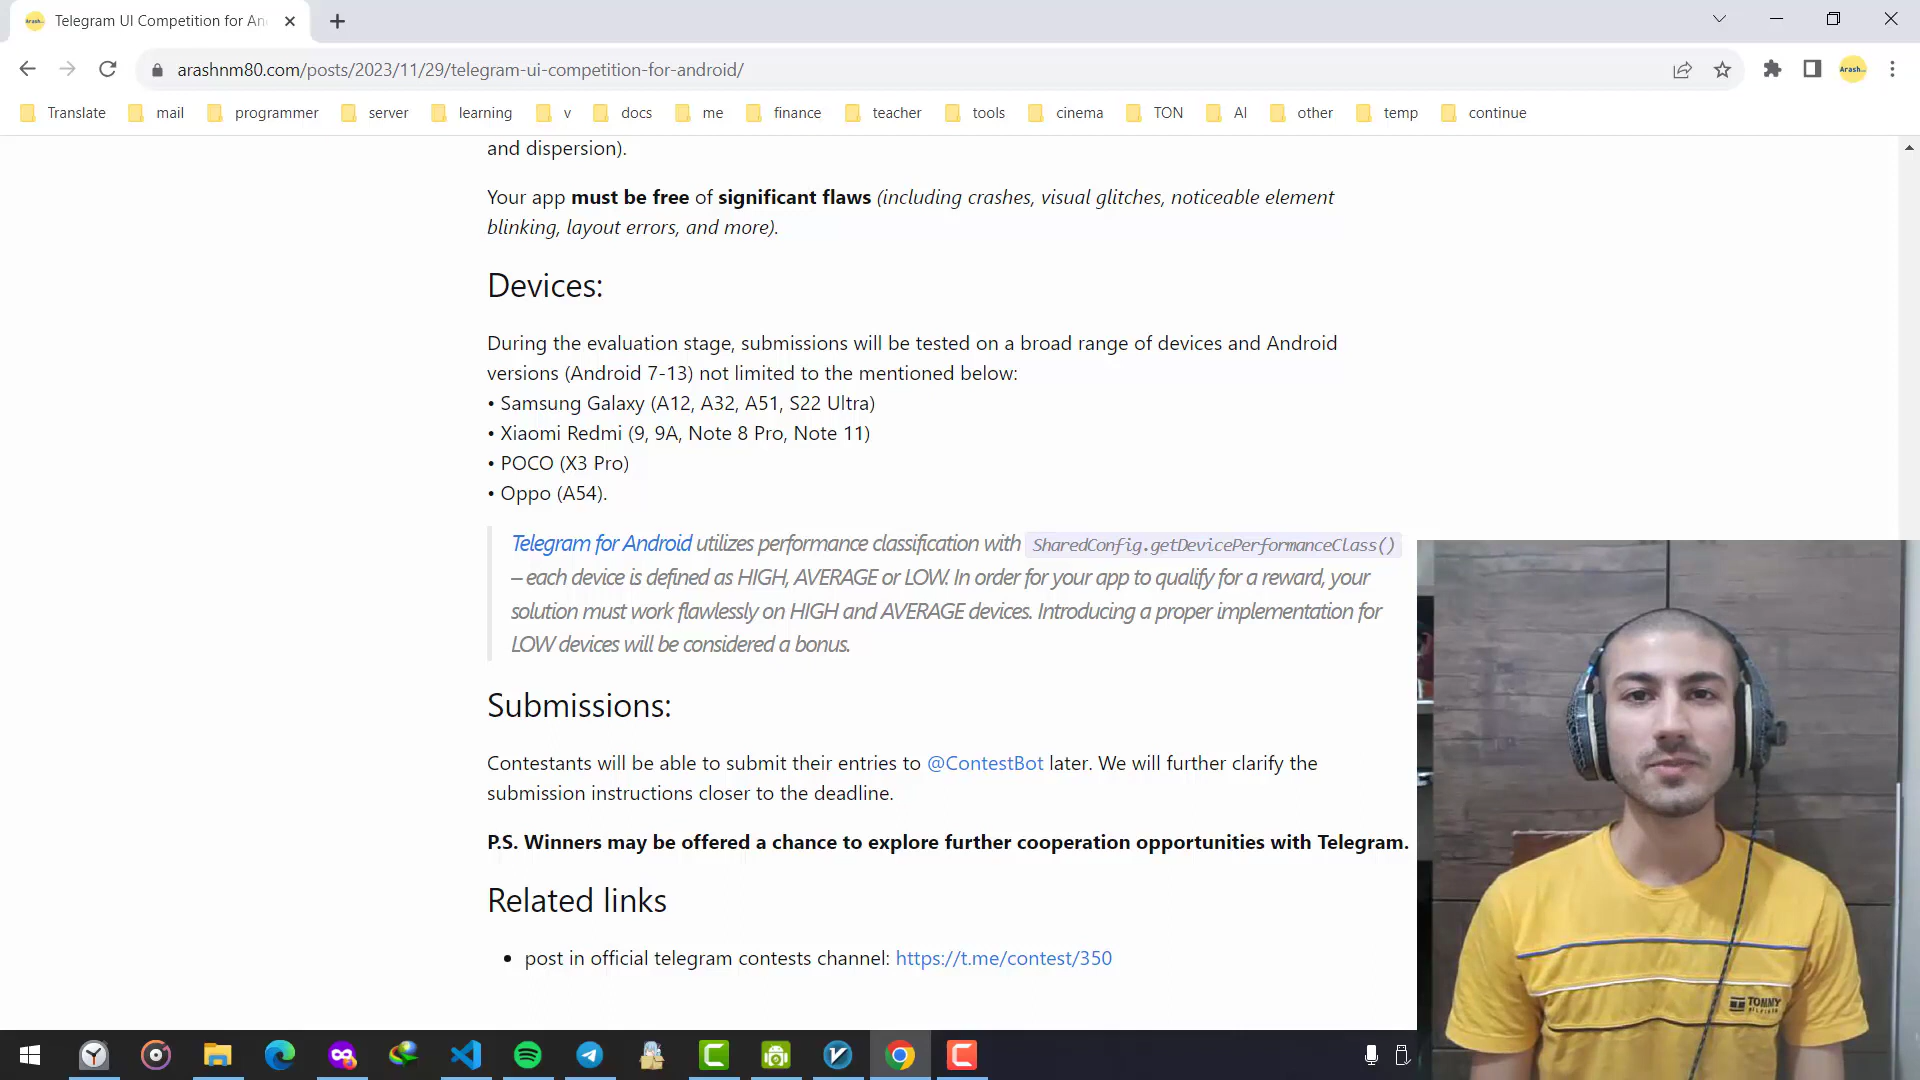 Telegram UI Competition for An
arashnm80.com/posts/2023/11/29/telegram-ui-competition-for-android/
Arash...
Translate mail programmer server learning v docs me finance teacher tools cinema TON AI other temp continue
and dispersion).
Your app must be free of significant flaws (including crashes, visual glitches, noticeable element
blinking, layout errors, and more).
Devices:
During the evaluation stage, submissions will be tested on a broad range of devices and Android
versions (Android 7-13) not limited to the mentioned below:
• Samsung Galaxy (A12, A32, A51, S22 Ultra)
• Xiaomi Redmi (9, 9A, Note 8 Pro, Note 11)
• POCO (X3 Pro)
• Oppo (A54).
Telegram for Android utilizes performance classification with SharedConfig.getDevicePerformanceClass()
– each device is defined as HIGH, AVERAGE or LOW. In order for your app to qualify for a reward, your
solution must work flawlessly on HIGH and AVERAGE devices. Introducing a proper implementation for
LOW devices will be considered a bonus.
Submissions:
Contestants will be able to submit their entries to @ContestBot later. We will further clarify the
submission instructions closer to the deadline.
P.S. Winners may be offered a chance to explore further cooperation opportunities with Telegram.
Related links
• post in official telegram contests channel: https://t.me/contest/350
TOMMY